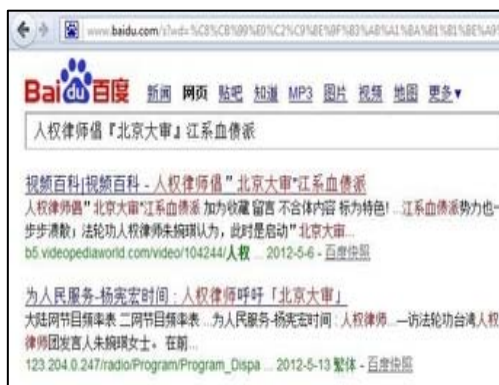 www.baidu.com/s?wd=
Bai du 百度 新闻 网页 贴吧 知道 MP3 图片 视频 地图 更多▼
人权律师倡『北京大审』江系血债派
视频百科|视频百科 - 人权律师倡"北京大审"江系血债派
人权律师倡"北京大审"江系血债派 加为收藏 留言 不合体内容 标为特色! ...江系血债派势力也一
步步溃散; 法轮功人权律师朱婉琪认为, 此时是启动"北京大审...
b5.videopediaworld.com/video/104244/人权 ... 2012-5-6 - 百度快照
为人民服务-杨宪宏时间 : 人权律师呼吁「北京大审」
大陆网节目频率表 二网节目频率表 ...为人民服务-杨宪宏时间 : 人权律师...—访法轮功台湾人权
律师团发言人朱婉琪女士。 在前...
123.204.0.247/radio/Program/Program_Dispa ... 2012-5-13 繁体 - 百度快照